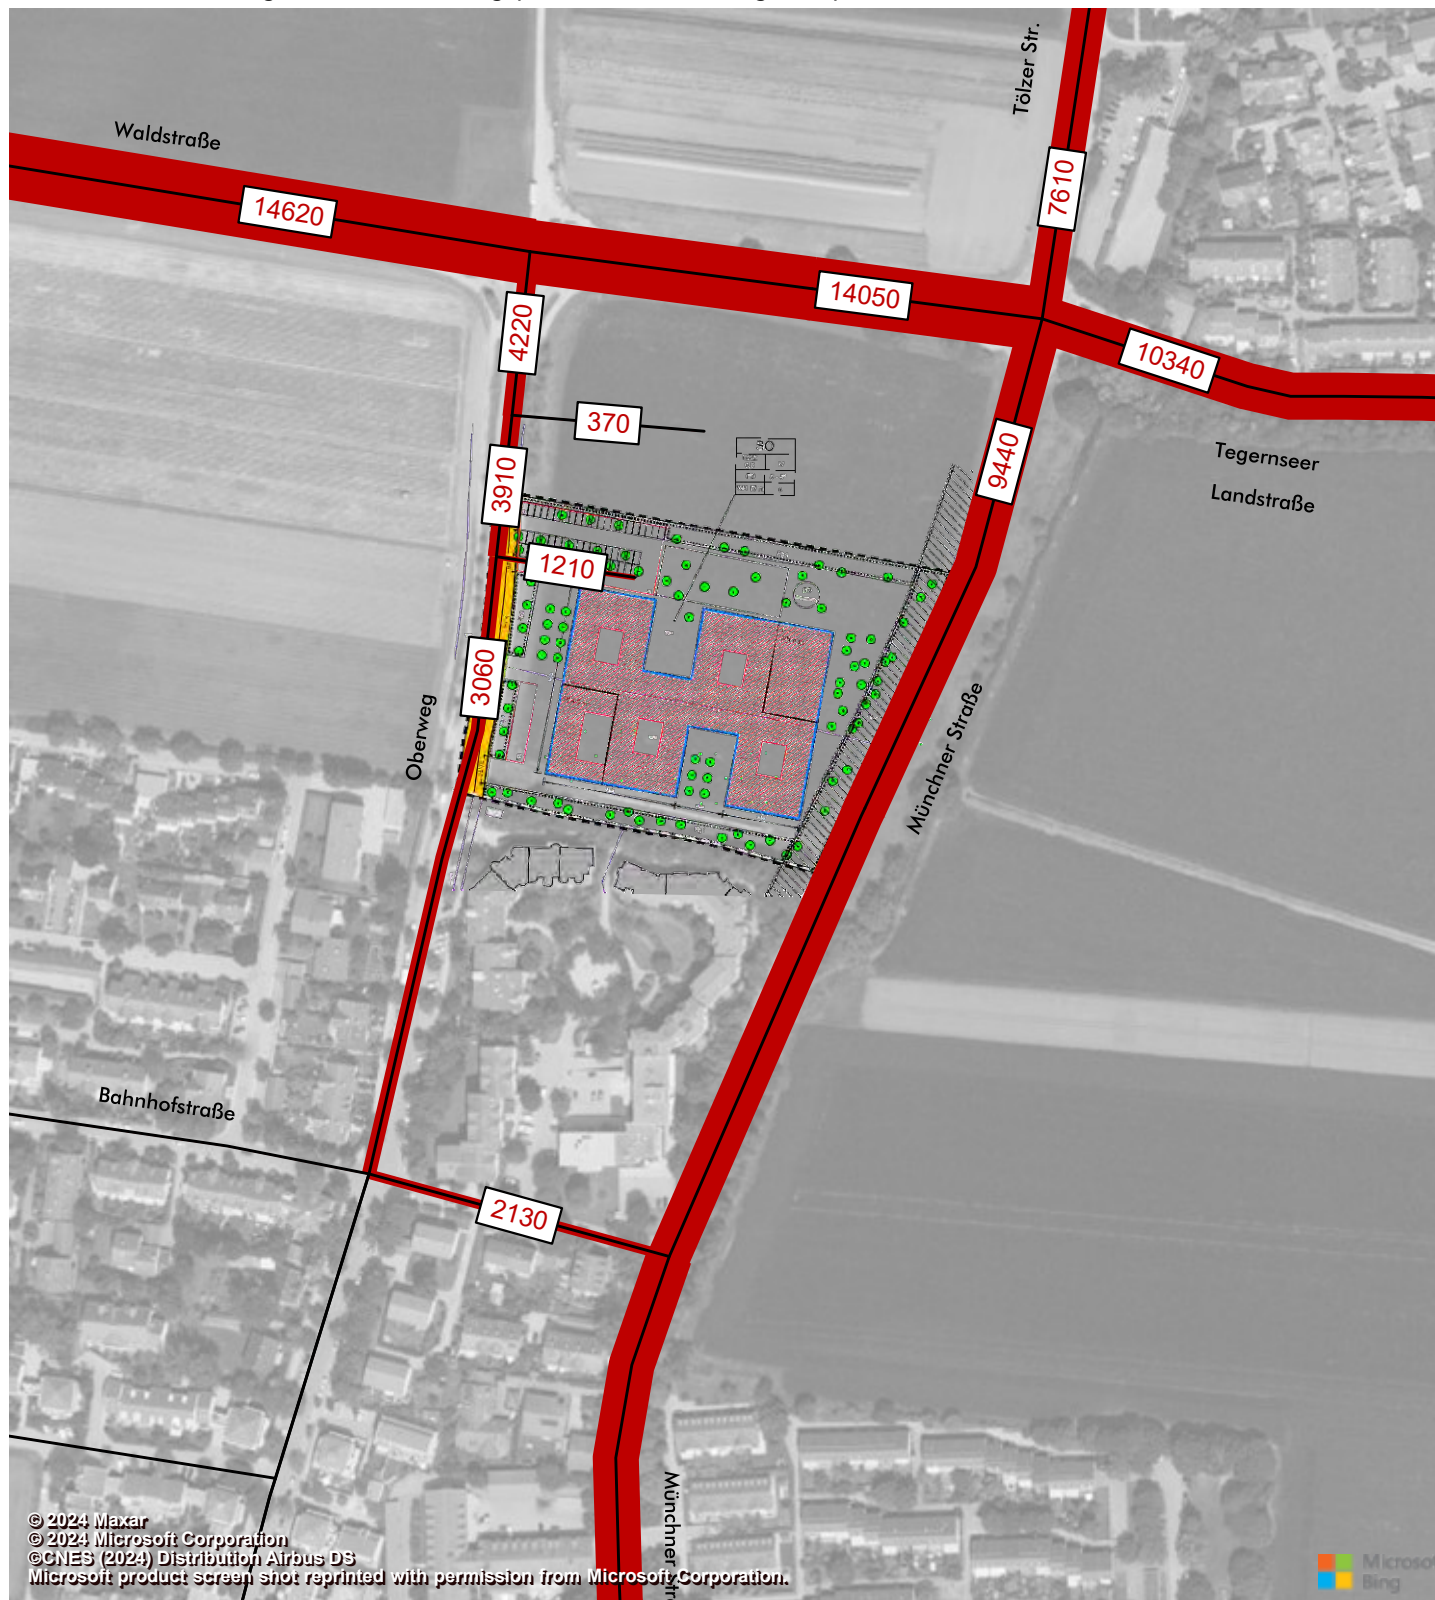 Tölzer Str.
Waldstraße
14620
7610
14050
4220
10340
370
9440
Tegernseer
Landstraße
3910
1210
3060
Oberweg
Münchner Straße
Bahnhofstraße
2130
Münchner
© 2024 Maxar
© 2024 Microsoft Corporation
©CNES (2024) Distribution Airbus DS
Microsoft product screen shot reprinted with permission from Microsoft Corporation.
Microsoft
Bing